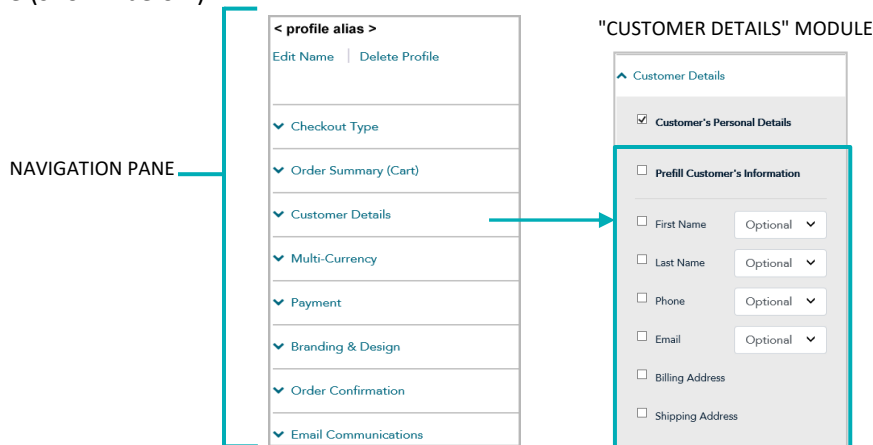 < profile alias >
Edit Name | Delete Profile
Checkout Type
Order Summary (Cart)
Customer Details
Multi-Currency
Payment
Branding & Design
Order Confirmation
Email Communications
NAVIGATION PANE
"CUSTOMER DETAILS" MODULE
Customer Details
Customer's Personal Details
Prefill Customer's Information
First Name Optional
Last Name Optional
Phone Optional
Email Optional
Billing Address
Shipping Address